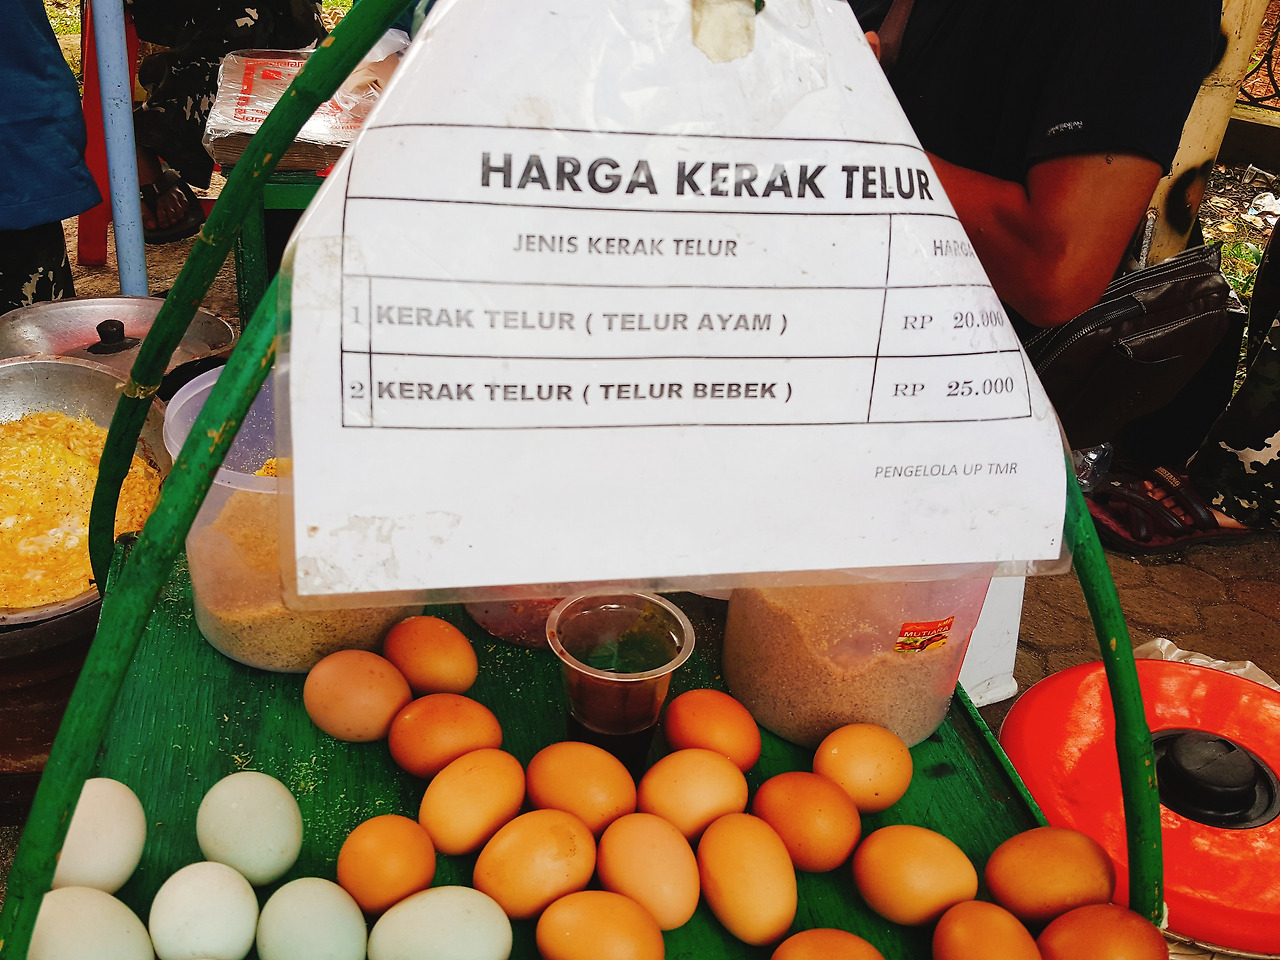 HARGA KERAK TELUR
JENIS KERAK TELUR HARGA
1 KERAK TELUR ( TELUR AYAM ) RP 20.000
2 KERAK TELUR ( TELUR BEBEK ) RP 25.000
PENGELOLA UP TMR
MUTIARA